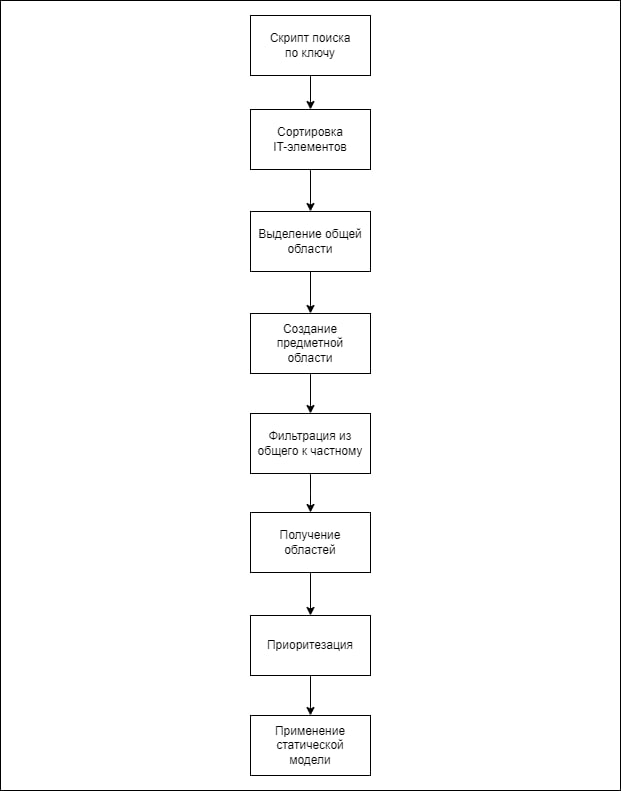 Скрипт поиска
по ключу
Сортировка
IT-элементов
Выделение общей
области
Создание
предметной
области
Фильтрация из
общего к частному
Получение
областей
Приоритезация
Применение
статической
модели